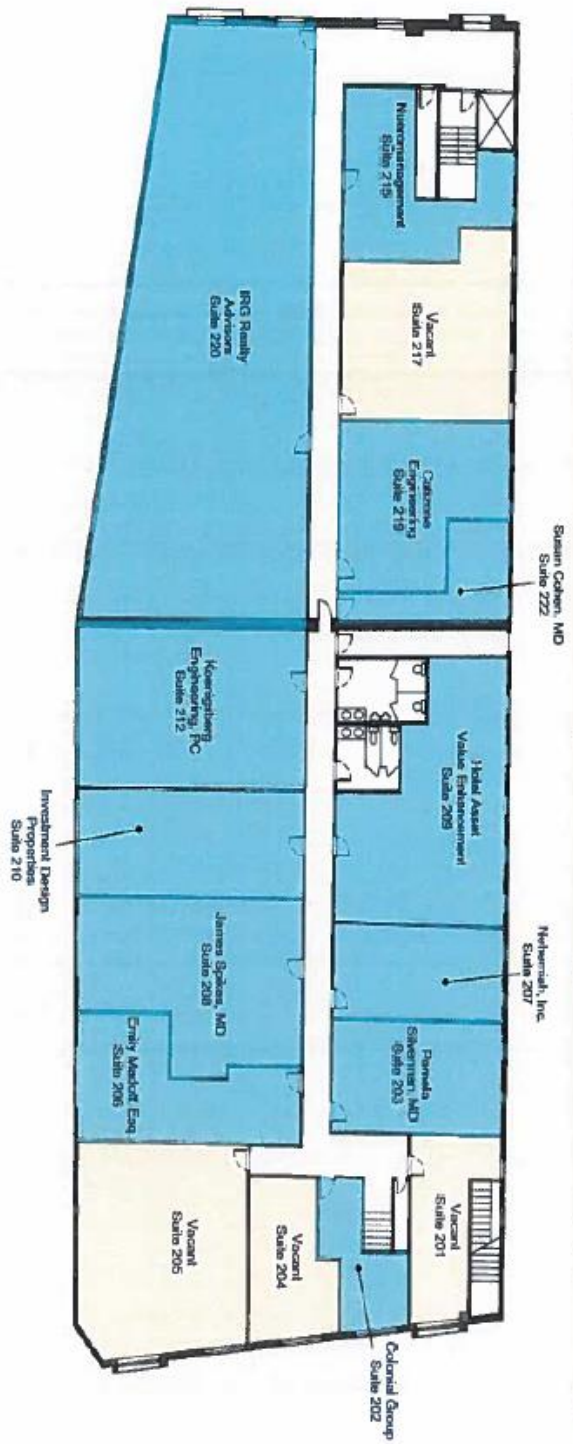 Nueromanagement
Suite 215
Vacant
Suite 217
Calizone
Engineering
Suite 219
Susan Cohen, MD
Suite 222
IRG Realty
Advisors
Suite 220
Koenigsberg
Engineering, PC
Suite 212
Hotel Asset
Value Enhancement
Suite 209
Investment Design
Properties
Suite 210
Nehemiah, Inc.
Suite 207
James Spikes, MD
Suite 208
Pamela
Silverman, MD
Suite 203
Emily Madoff, Esq
Suite 206
Vacant
Suite 201
Vacant
Suite 205
Vacant
Suite 204
Colonial Group
Suite 202